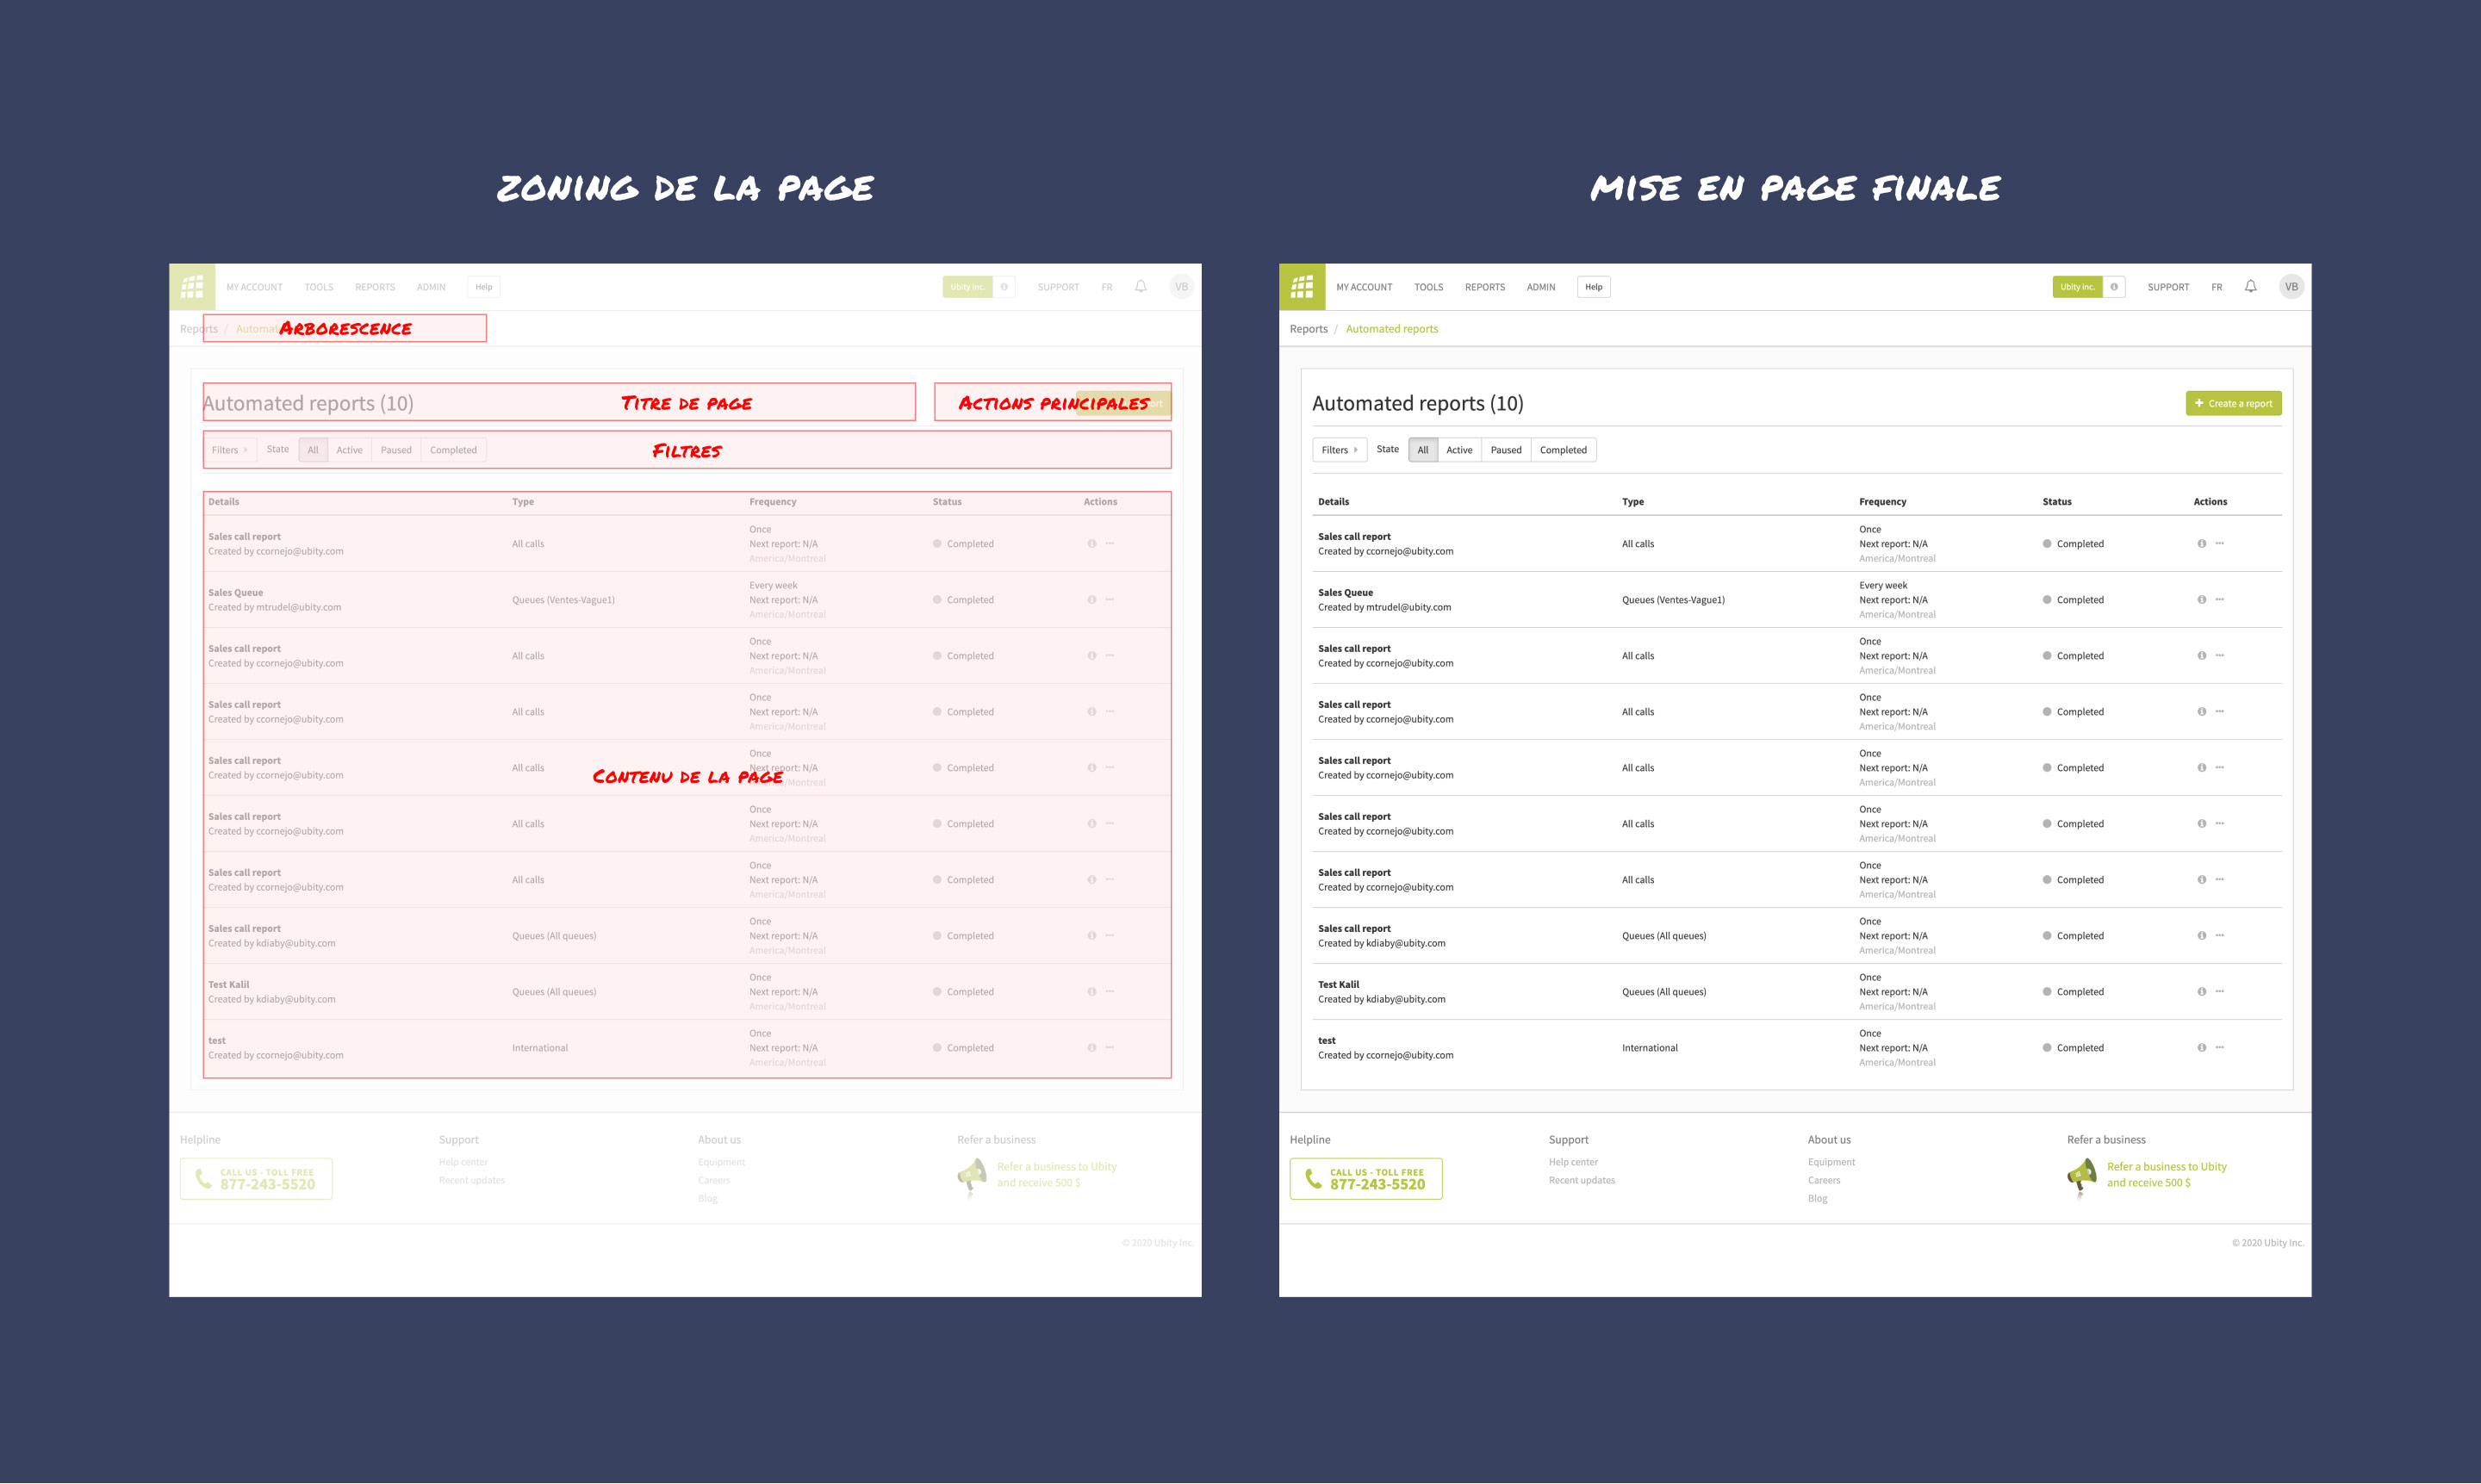 ZONING DE LA PAGE
MY ACCOUNT TOOLS REPORTS ADMIN Help Ubity inc. SUPPORT FR VB
Reports / Automat
ARBORESCENCE
Automated reports (10)
TITRE DE PAGE
ACTIONS PRINCIPALES
Filters State All Active Paused Completed
FILTRES
Details Type Frequency Status Actions
Once
Sales call report
All calls Next report: N/A Completed
Created by ccornejo@ubity.com
America/Montreal
Every week
Sales Queue
Queues (Ventes-Vague1) Next report: N/A Completed
Created by mtrudel@ubity.com
America/Montreal
Once
Sales call report
All calls Next report: N/A Completed
Created by ccornejo@ubity.com
America/Montreal
Once
Sales call report
All calls Next report: N/A Completed
Created by ccornejo@ubity.com
America/Montreal
Once
Sales call report
All calls Next report: N/A Completed
CONTENU DE LA PAGE
Created by ccornejo@ubity.com
America/Montreal
Once
Sales call report
All calls Next report: N/A Completed
Created by ccornejo@ubity.com
America/Montreal
Once
Sales call report
All calls Next report: N/A Completed
Created by ccornejo@ubity.com
America/Montreal
Once
Sales call report
Queues (All queues) Next report: N/A Completed
Created by kdiaby@ubity.com
America/Montreal
Once
Test Kalil
Queues (All queues) Next report: N/A Completed
Created by kdiaby@ubity.com
America/Montreal
Once
test
International Next report: N/A Completed
Created by ccornejo@ubity.com
America/Montreal
Helpline Support About us Refer a business
CALL US - TOLL FREE
877-243-5520
Help center
Recent updates
Equipment
Careers
Blog
Refer a business to Ubity
and receive 500 $
© 2020 Ubity Inc.
MISE EN PAGE FINALE
MY ACCOUNT TOOLS REPORTS ADMIN Help Ubity inc. SUPPORT FR VB
Reports / Automated reports
Automated reports (10)
+ Create a report
Filters State All Active Paused Completed
Details Type Frequency Status Actions
Once
Sales call report
All calls Next report: N/A Completed
Created by ccornejo@ubity.com
America/Montreal
Every week
Sales Queue
Queues (Ventes-Vague1) Next report: N/A Completed
Created by mtrudel@ubity.com
America/Montreal
Once
Sales call report
All calls Next report: N/A Completed
Created by ccornejo@ubity.com
America/Montreal
Once
Sales call report
All calls Next report: N/A Completed
Created by ccornejo@ubity.com
America/Montreal
Once
Sales call report
All calls Next report: N/A Completed
Created by ccornejo@ubity.com
America/Montreal
Once
Sales call report
All calls Next report: N/A Completed
Created by ccornejo@ubity.com
America/Montreal
Once
Sales call report
All calls Next report: N/A Completed
Created by ccornejo@ubity.com
America/Montreal
Once
Sales call report
Queues (All queues) Next report: N/A Completed
Created by kdiaby@ubity.com
America/Montreal
Once
Test Kalil
Queues (All queues) Next report: N/A Completed
Created by kdiaby@ubity.com
America/Montreal
Once
test
International Next report: N/A Completed
Created by ccornejo@ubity.com
America/Montreal
Helpline Support About us Refer a business
CALL US - TOLL FREE
877-243-5520
Help center
Recent updates
Equipment
Careers
Blog
Refer a business to Ubity
and receive 500 $
© 2020 Ubity Inc.